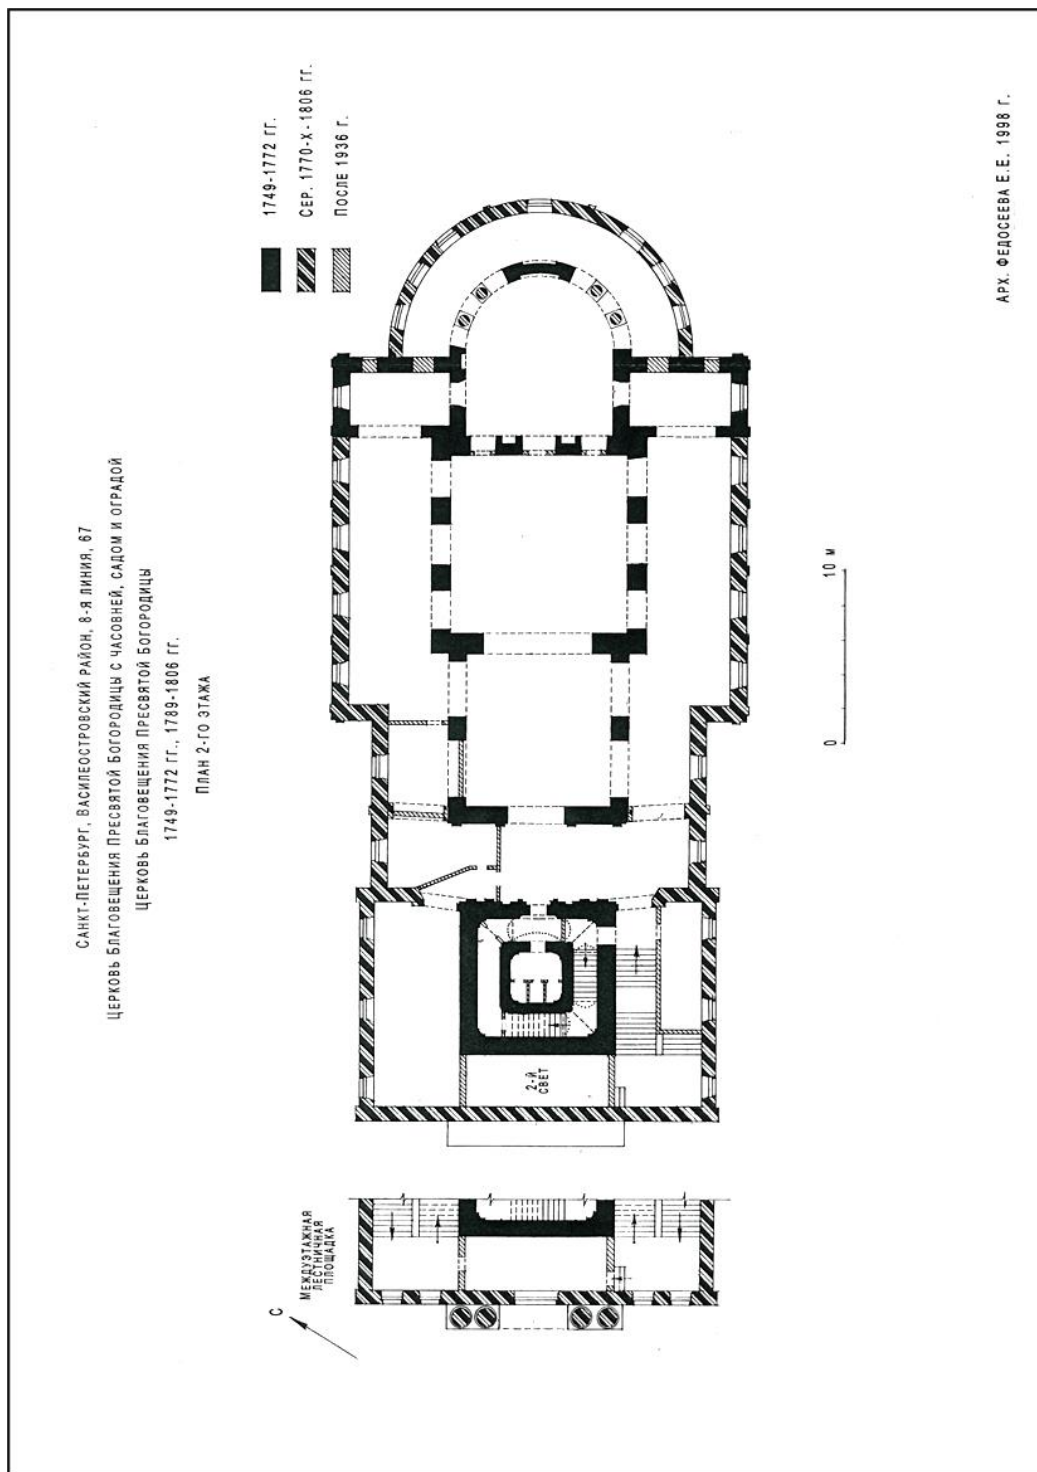 САНКТ-ПЕТЕРБУРГ, ВАСИЛЕОСТРОВСКИЙ РАЙОН, 8-Я ЛИНИЯ, 67
ЦЕРКОВЬ БЛАГОВЕЩЕНИЯ ПРЕСВЯТОЙ БОГОРОДИЦЫ С ЧАСОВНЕЙ, САДОМ И ОГРАДОЙ
ЦЕРКОВЬ БЛАГОВЕЩЕНИЯ ПРЕСВЯТОЙ БОГОРОДИЦЫ
1749-1772 ГГ., 1789-1806 ГГ.
ПЛАН 2-ГО ЭТАЖА
1749-1772 ГГ.
СЕР. 1770-Х-1806 ГГ.
ПОСЛЕ 1936 Г.
МЕЖДУЭТАЖНАЯ
ЛЕСТНИЧНАЯ
ПЛОЩАДКА
С
2-Й
СВЕТ
0
10 М
АРХ. ФЕДОСЕЕВА Е.Е. 1998 Г.